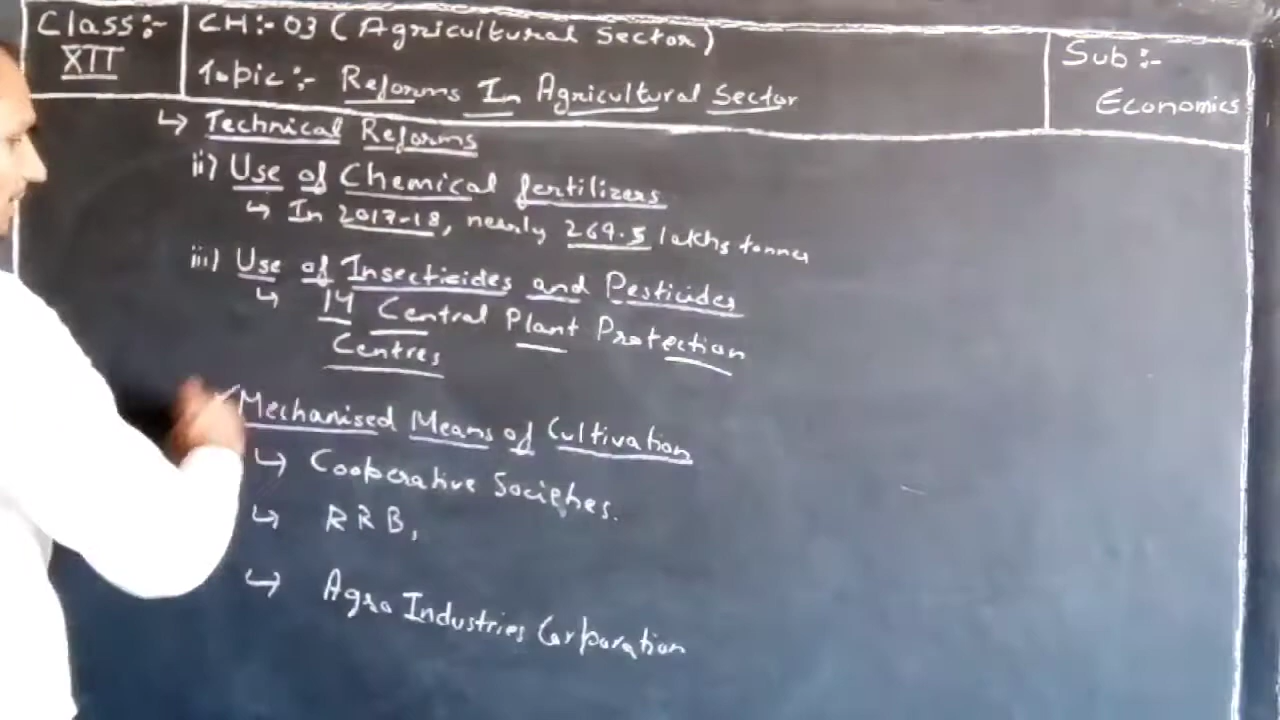 Class:-
XII
CH:- 03 (Agricultural Sector)
Topic:- Reforms In Agricultural Sector
Sub:-
Economics
↳ Technical Reforms
ii) Use of Chemical fertilizers
↳ In 2017-18, nearly 269.5 lakhs tonnes
iii) Use of Insecticides and Pesticides
↳ 14 Central Plant Protection
Centres
Mechanised Means of Cultivation
↳ Cooperative Societies.
↳ RRB,
↳ Agro Industries Corporation